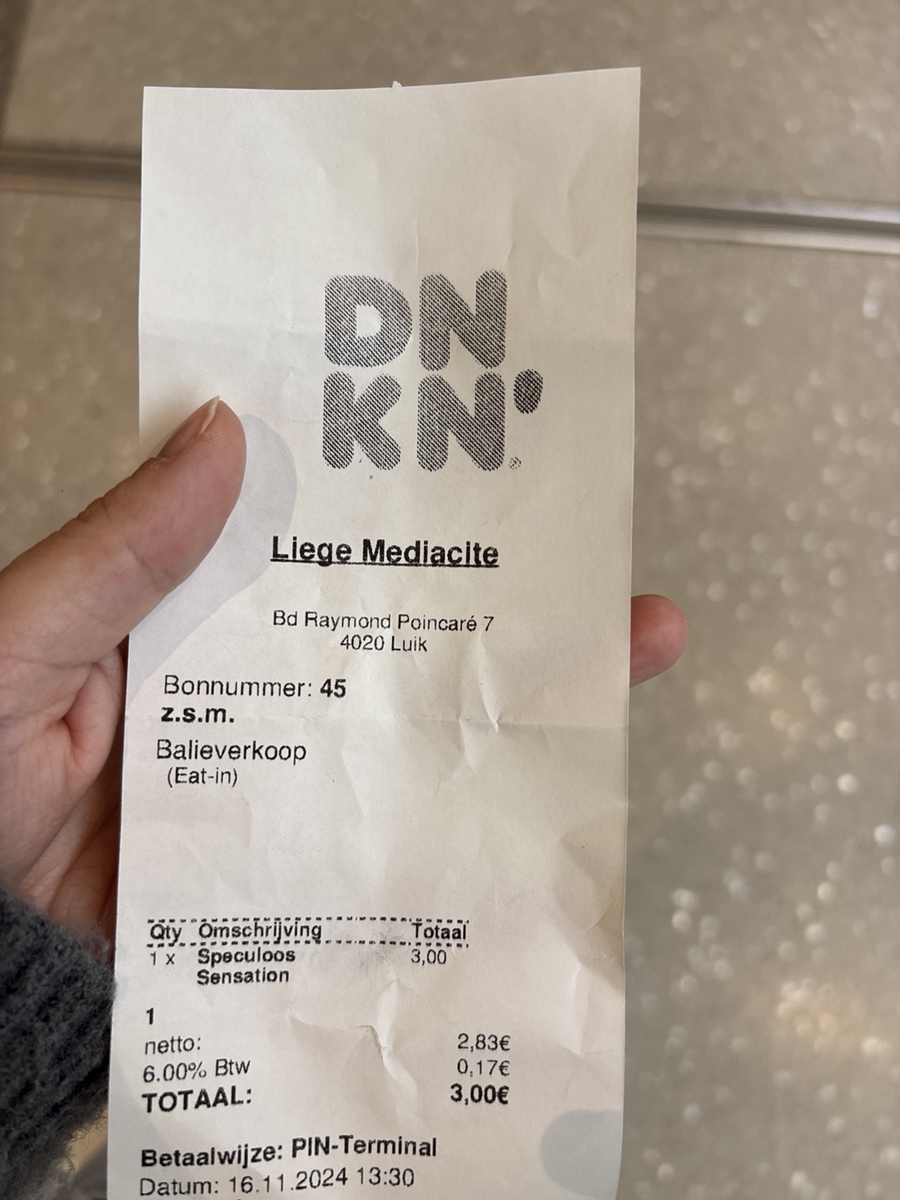 DN
KN'®
Liege Mediacite
Bd Raymond Poincaré 7
4020 Luik
Bonnummer: 45
z.s.m.
Balieverkoop
(Eat-in)
Qty Omschrijving Totaal
1 x Speculoos 3,00
Sensation
1
netto: 2,83€
6.00% Btw 0,17€
TOTAAL: 3,00€
Betaalwijze: PIN-Terminal
Datum: 16.11.2024 13:30